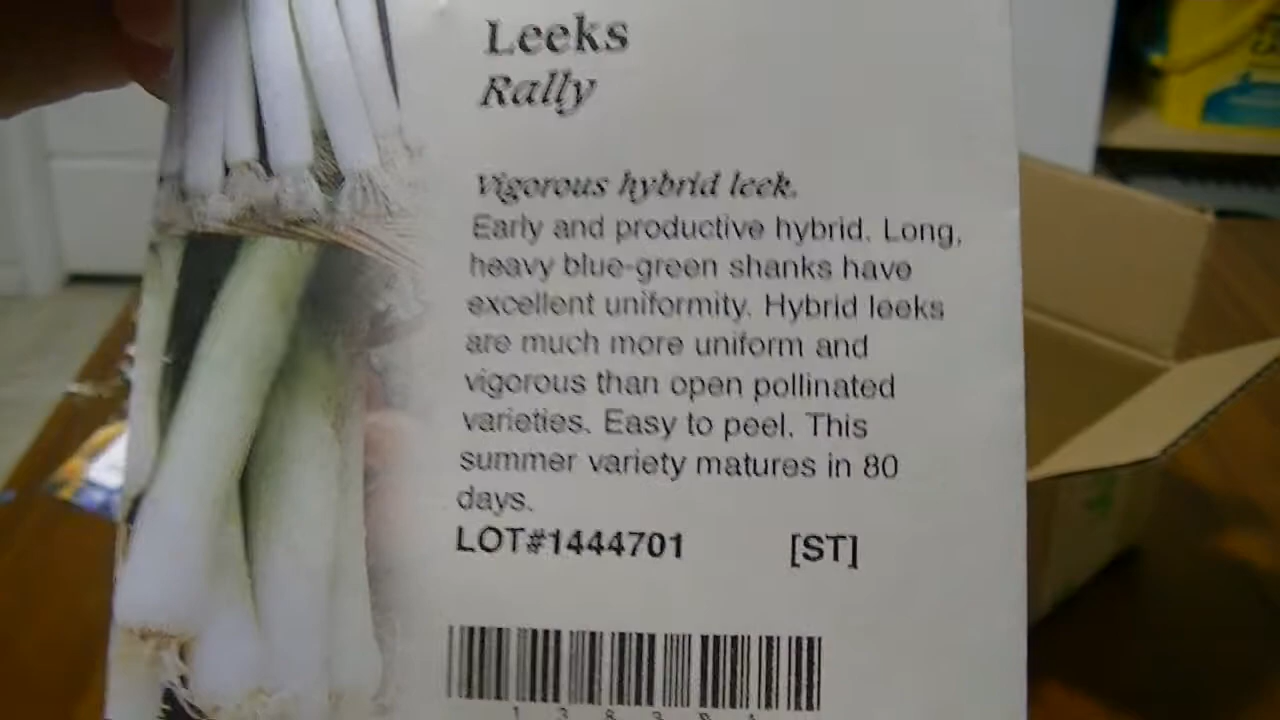 Leeks
Rally
Vigorous hybrid leek.
Early and productive hybrid. Long,
heavy blue-green shanks have
excellent uniformity. Hybrid leeks
are much more uniform and
vigorous than open pollinated
varieties. Easy to peel. This
summer variety matures in 80
days.
LOT#1444701 [ST]